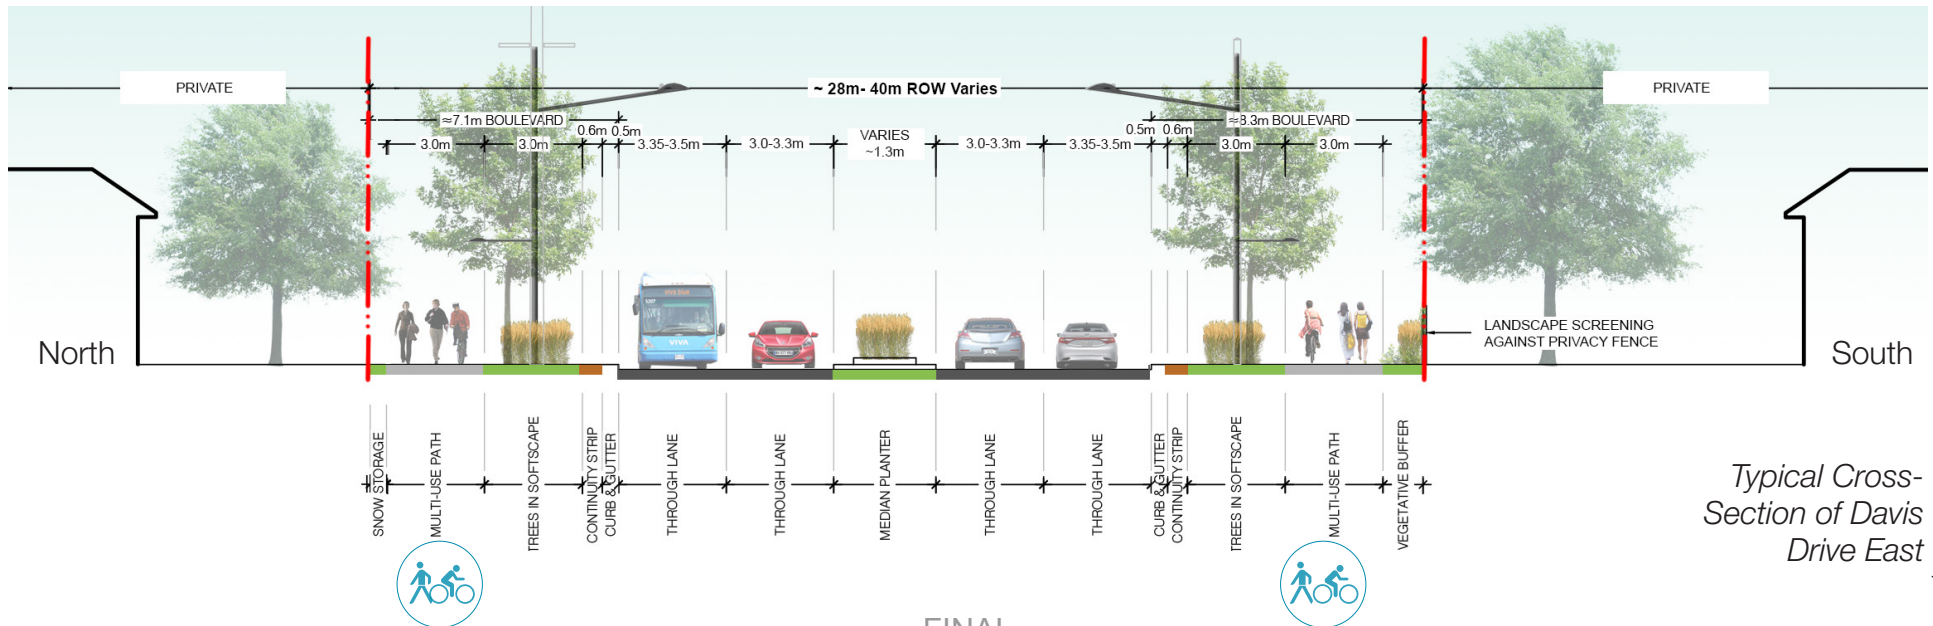 PRIVATE
~ 28m- 40m ROW Varies
PRIVATE
≈7.1m BOULEVARD
≈8.3m BOULEVARD
3.0m
3.0m
0.6m
0.5m
3.35-3.5m
3.0-3.3m
VARIES
~1.3m
3.0-3.3m
3.35-3.5m
0.5m
0.6m
3.0m
3.0m
VIVA
LANDSCAPE SCREENING
AGAINST PRIVACY FENCE
North
South
SNOW STORAGE
MULTI-USE PATH
TREES IN SOFTSCAPE
CONTINUITY STRIP
CURB & GUTTER
THROUGH LANE
THROUGH LANE
MEDIAN PLANTER
THROUGH LANE
THROUGH LANE
CURB & GUTTER
CONTINUITY STRIP
TREES IN SOFTSCAPE
MULTI-USE PATH
VEGETATIVE BUFFER
Typical Cross-
Section of Davis
Drive East
FINAL